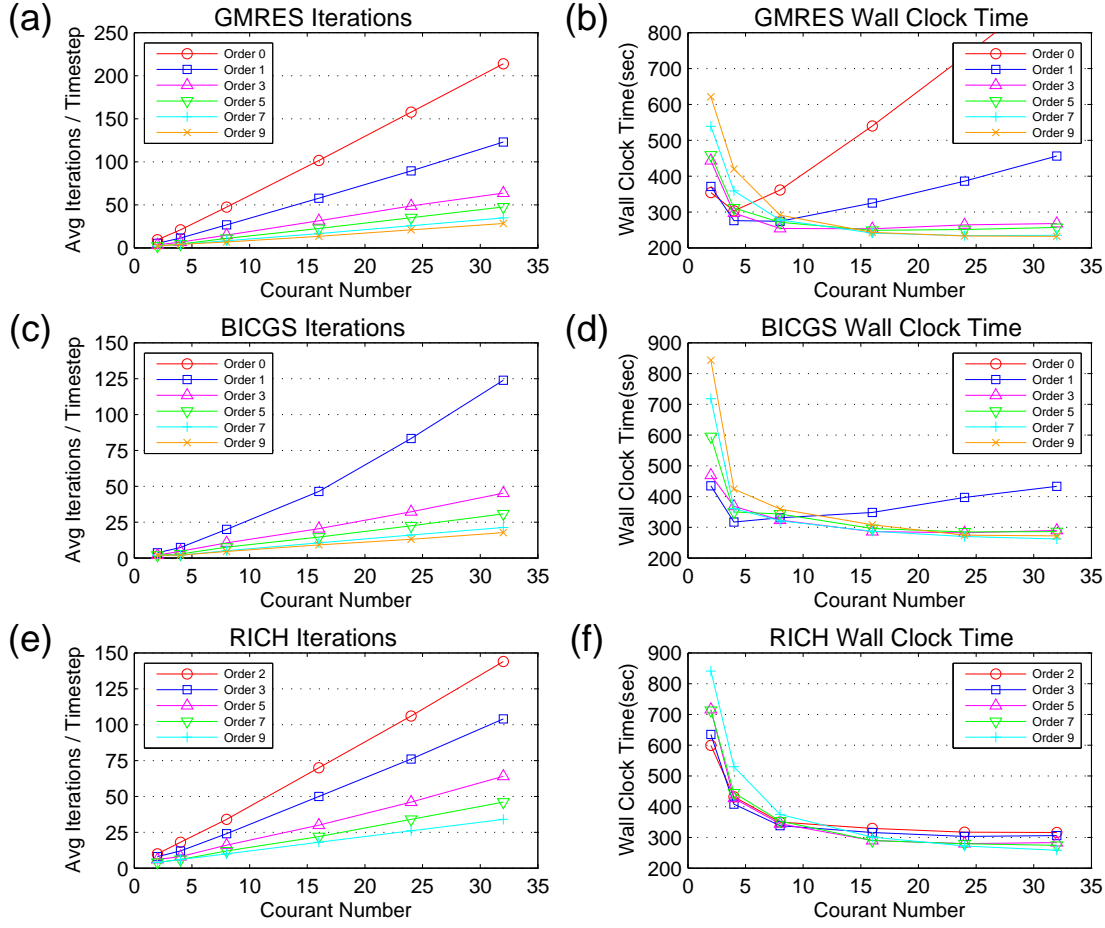 (a)
GMRES Iterations
Avg Iterations / Timestep
250
200
150
100
50
0
Order 0
Order 1
Order 3
Order 5
Order 7
Order 9
0 5 10 15 20 25 30 35
Courant Number
(b)
GMRES Wall Clock Time
Wall Clock Time(sec)
800
700
600
500
400
300
200
Order 0
Order 1
Order 3
Order 5
Order 7
Order 9
0 5 10 15 20 25 30 35
Courant Number
(c)
BICGS Iterations
Avg Iterations / Timestep
150
125
100
75
50
25
0
Order 0
Order 1
Order 3
Order 5
Order 7
Order 9
0 5 10 15 20 25 30 35
Courant Number
(d)
BICGS Wall Clock Time
Wall Clock Time(sec)
900
800
700
600
500
400
300
200
Order 0
Order 1
Order 3
Order 5
Order 7
Order 9
0 5 10 15 20 25 30 35
Courant Number
(e)
RICH Iterations
Avg Iterations / Timestep
150
125
100
75
50
25
0
Order 2
Order 3
Order 5
Order 7
Order 9
0 5 10 15 20 25 30 35
Courant Number
(f)
RICH Wall Clock Time
Wall Clock Time(sec)
900
800
700
600
500
400
300
200
Order 2
Order 3
Order 5
Order 7
Order 9
0 5 10 15 20 25 30 35
Courant Number